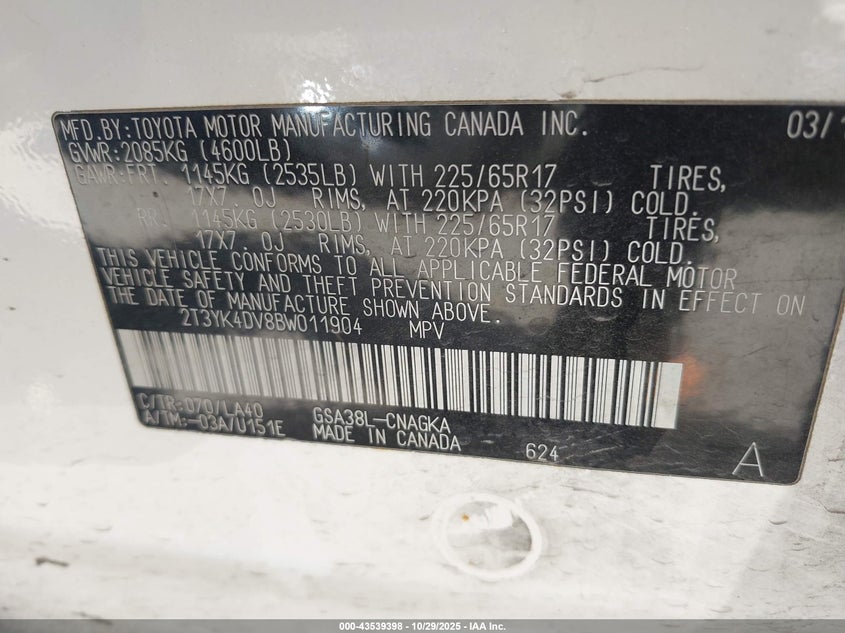 MFD.BY:TOYOTA MOTOR MANUFACTURING CANADA INC. 03/1
GVWR:2085KG (4600LB)
GAWR:FRT. 1145KG (2535LB) WITH 225/65R17 TIRES,
17X7.0J RIMS, AT 220KPA (32PSI) COLD.
RR. 1145KG (2530LB) WITH 225/65R17 TIRES,
17X7.0J RIMS, AT 220KPA (32PSI) COLD.
THIS VEHICLE CONFORMS TO ALL APPLICABLE FEDERAL MOTOR
VEHICLE SAFETY AND THEFT PREVENTION STANDARDS IN EFFECT ON
THE DATE OF MANUFACTURE SHOWN ABOVE.
2T3YK4DV8BW011904 MPV
C/TR:070/LA40 GSA38L-CNAGKA
A/TM:-03A/U151E MADE IN CANADA 624 A
000-43539398 - 10/29/2025 - IAA Inc.